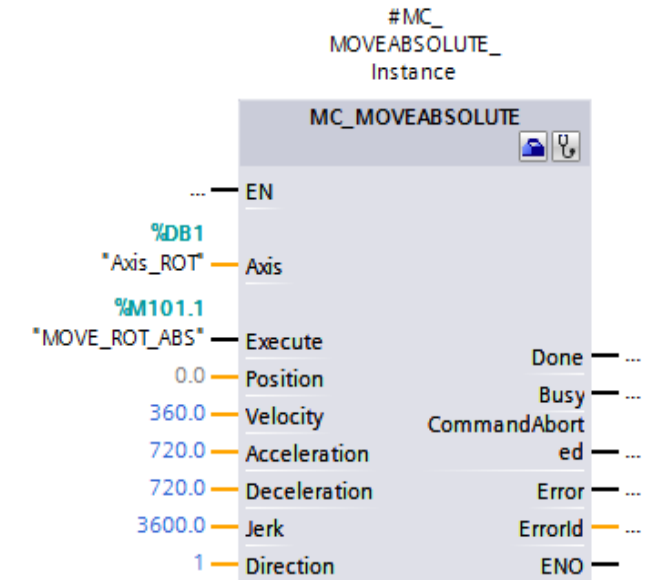 #MC_
MOVEABSOLUTE_
Instance
MC_MOVEABSOLUTE
... EN
%DB1
"Axis_ROT" Axis
%M101.1
"MOVE_ROT_ABS" Execute
Done ...
0.0 Position
Busy ...
360.0 Velocity
CommandAbort
ed ...
720.0 Acceleration
720.0 Deceleration
Error ...
3600.0 Jerk
ErrorId ...
1 Direction
ENO